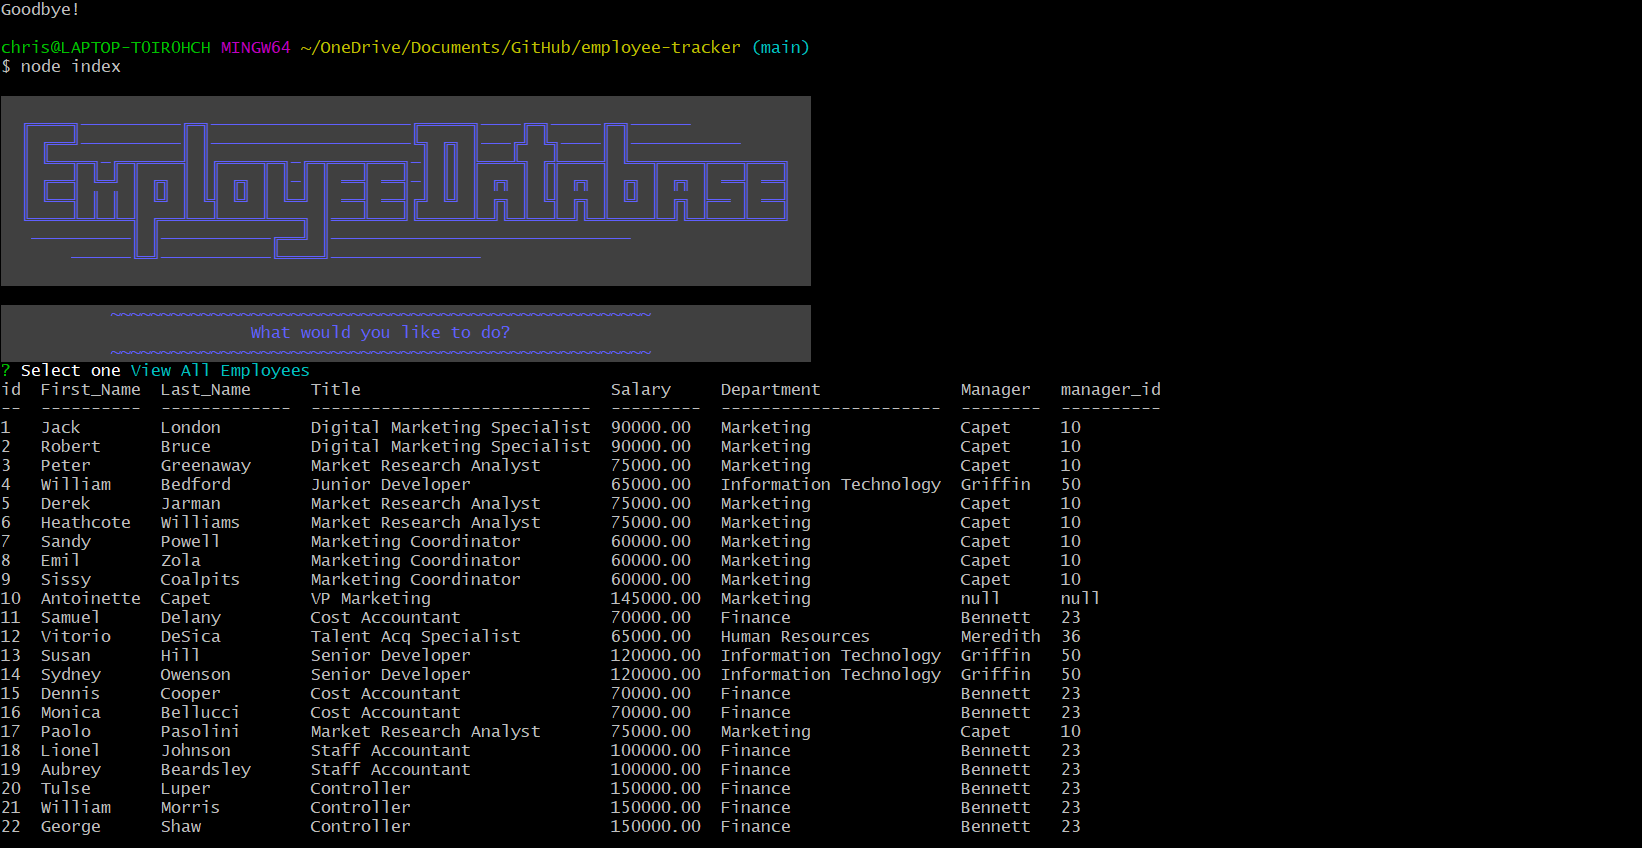 Goodbye!
chris@LAPTOP-TOIROHCH MINGW64 ~/OneDrive/Documents/GitHub/employee-tracker (main)
$ node index
Employee Database
~~~~~~~~~~~~~~~~~~~~~~~~~~~~~~~~~~~~~~~~~~~~~~~~~~~~~~
What would you like to do?
~~~~~~~~~~~~~~~~~~~~~~~~~~~~~~~~~~~~~~~~~~~~~~~~~~~~~~
? Select one View All Employees
id  First_Name  Last_Name      Title                         Salary     Department              Manager   manager_id
--  ----------  -------------  ----------------------------  ---------  ----------------------  --------  ----------
1   Jack        London         Digital Marketing Specialist  90000.00   Marketing               Capet     10
2   Robert      Bruce          Digital Marketing Specialist  90000.00   Marketing               Capet     10
3   Peter       Greenaway      Market Research Analyst       75000.00   Marketing               Capet     10
4   William     Bedford        Junior Developer              65000.00   Information Technology  Griffin   50
5   Derek       Jarman         Market Research Analyst       75000.00   Marketing               Capet     10
6   Heathcote   Williams       Market Research Analyst       75000.00   Marketing               Capet     10
7   Sandy       Powell         Marketing Coordinator         60000.00   Marketing               Capet     10
8   Emil        Zola           Marketing Coordinator         60000.00   Marketing               Capet     10
9   Sissy       Coalpits       Marketing Coordinator         60000.00   Marketing               Capet     10
10  Antoinette  Capet          VP Marketing                  145000.00  Marketing               null      null
11  Samuel      Delany         Cost Accountant               70000.00   Finance                 Bennett   23
12  Vitorio     DeSica         Talent Acq Specialist         65000.00   Human Resources         Meredith  36
13  Susan       Hill           Senior Developer              120000.00  Information Technology  Griffin   50
14  Sydney      Owenson        Senior Developer              120000.00  Information Technology  Griffin   50
15  Dennis      Cooper         Cost Accountant               70000.00   Finance                 Bennett   23
16  Monica      Bellucci       Cost Accountant               70000.00   Finance                 Bennett   23
17  Paolo       Pasolini       Market Research Analyst       75000.00   Marketing               Capet     10
18  Lionel      Johnson        Staff Accountant              100000.00  Finance                 Bennett   23
19  Aubrey      Beardsley      Staff Accountant              100000.00  Finance                 Bennett   23
20  Tulse       Luper          Controller                    150000.00  Finance                 Bennett   23
21  William     Morris         Controller                    150000.00  Finance                 Bennett   23
22  George      Shaw           Controller                    150000.00  Finance                 Bennett   23